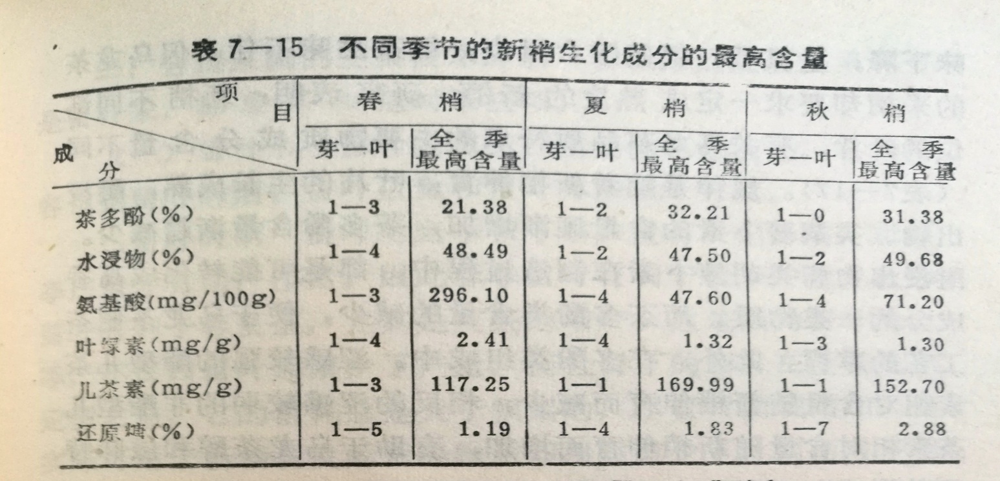 表7—15 不同季节的新梢生化成分的最高含量
项目 春梢 夏梢 秋梢
成分 芽—叶 全季最高含量 芽—叶 全季最高含量 芽—叶 全季最高含量
茶多酚(%) 1—3 21.38 1—2 32.21 1—0 31.38
水浸物(%) 1—4 48.49 1—2 47.50 1—2 49.68
氨基酸(mg/100g) 1—3 296.10 1—4 47.60 1—4 71.20
叶绿素(mg/g) 1—4 2.41 1—4 1.32 1—3 1.30
儿茶素(mg/g) 1—3 117.25 1—1 169.99 1—1 152.70
还原糖(%) 1—5 1.19 1—4 1.83 1—7 2.88